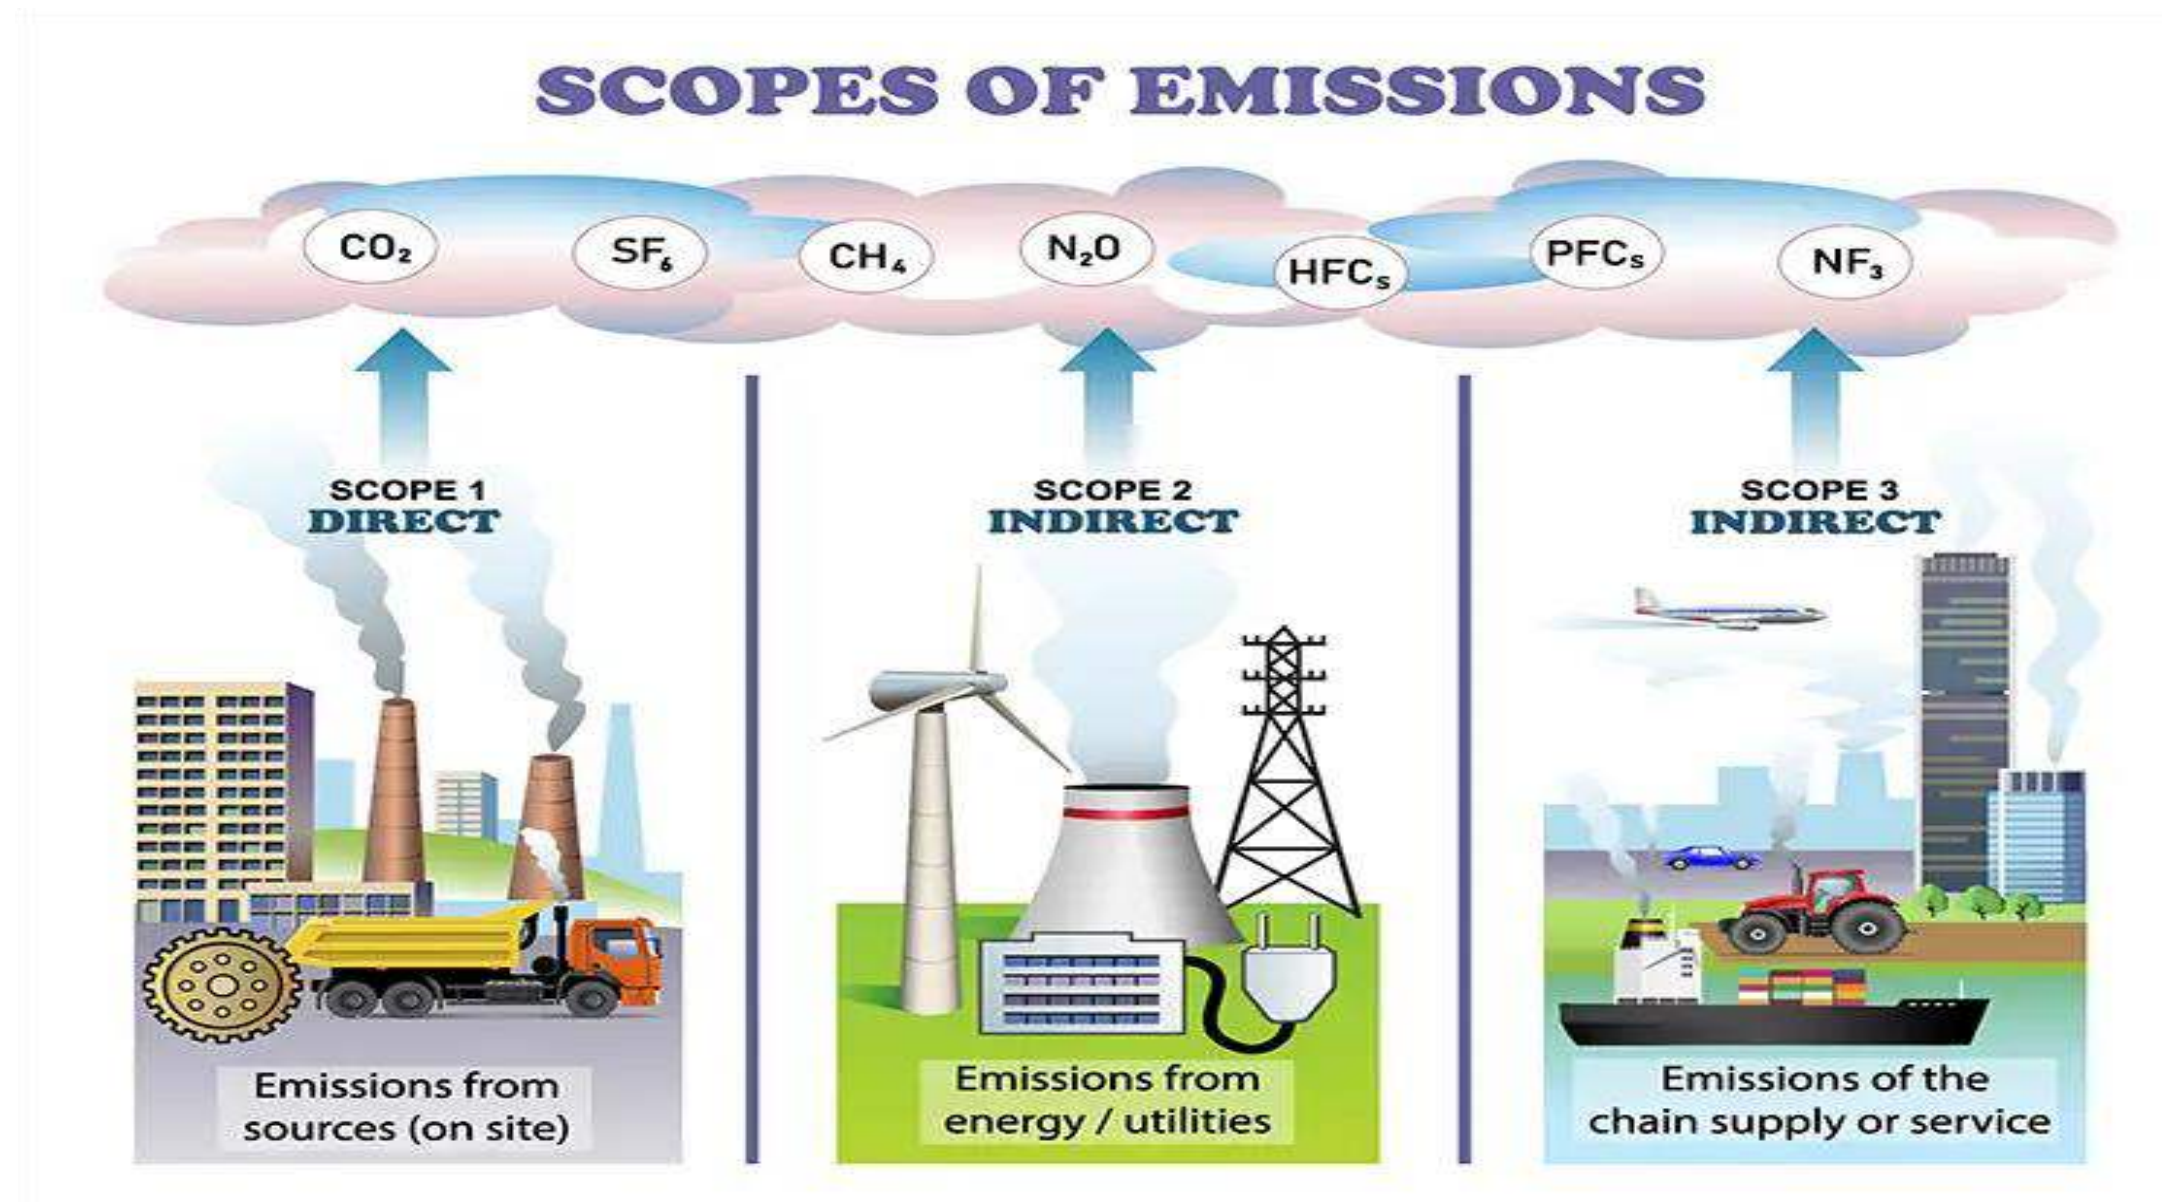 SCOPES OF EMISSIONS
CO₂ SF₆ CH₄ N₂O HFCs PFCs NF₃
SCOPE 1
DIRECT
SCOPE 2
INDIRECT
SCOPE 3
INDIRECT
Emissions from
sources (on site)
Emissions from
energy / utilities
Emissions of the
chain supply or service